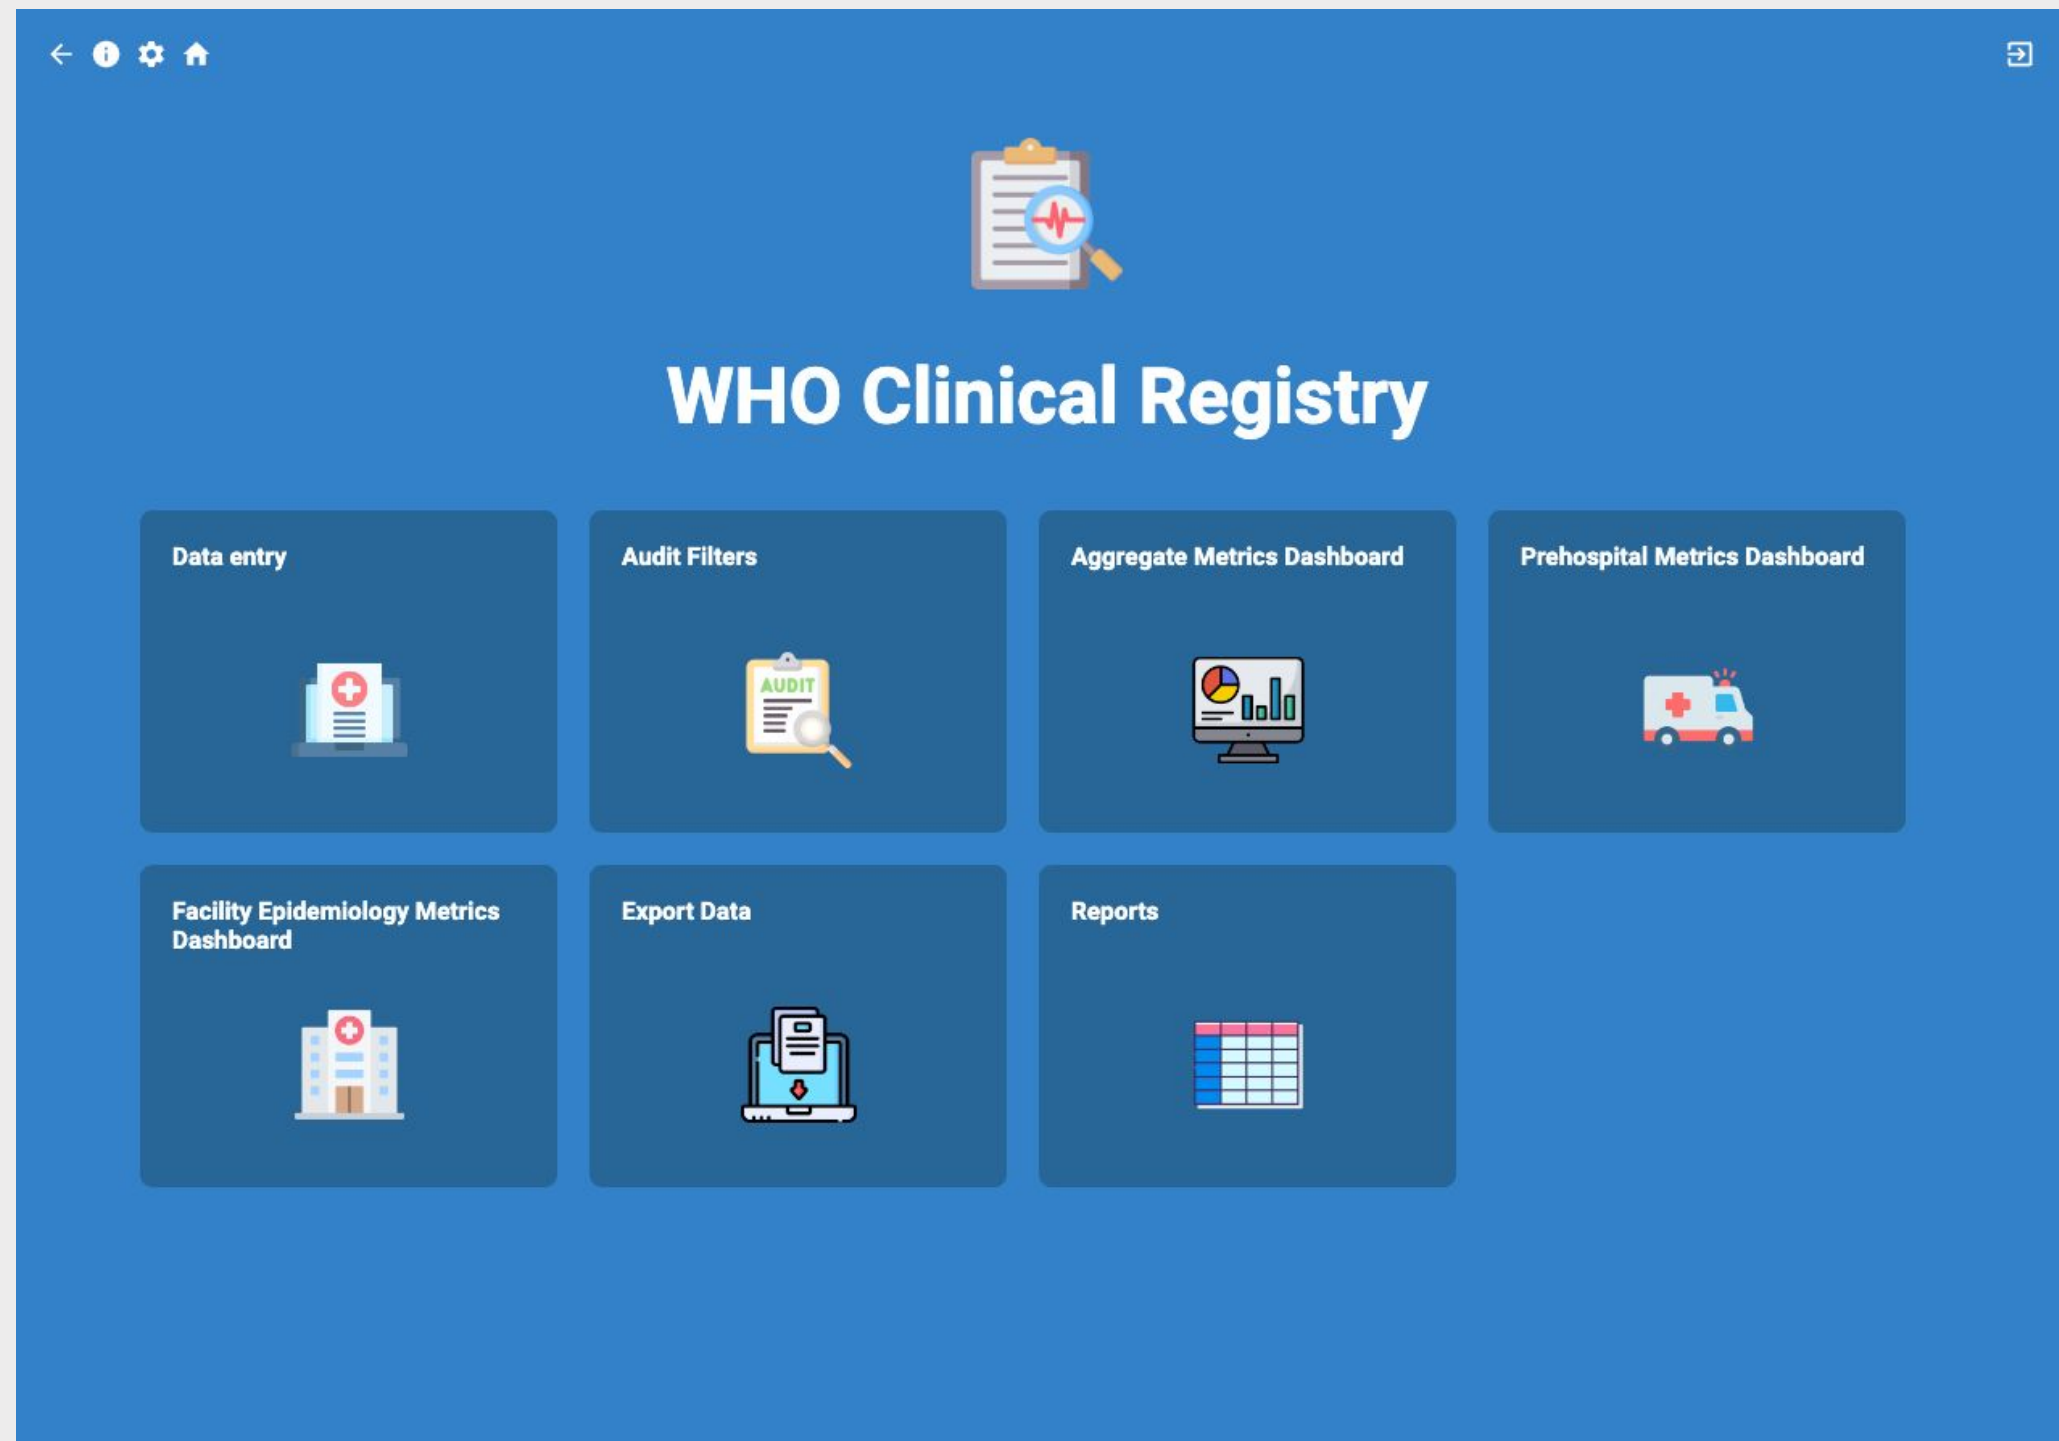 WHO Clinical Registry
Data entry
Audit Filters
Aggregate Metrics Dashboard
Prehospital Metrics Dashboard
AUDIT
Facility Epidemiology Metrics
Dashboard
Export Data
Reports